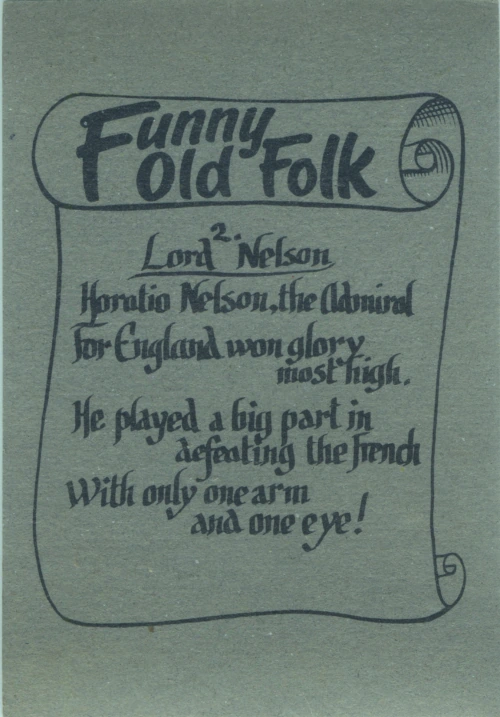 Funny
Old Folk
2.
Lord Nelson
Horatio Nelson, the Admiral
For England won glory
most high.
He played a big part in
defeating the French
With only one arm
and one eye!